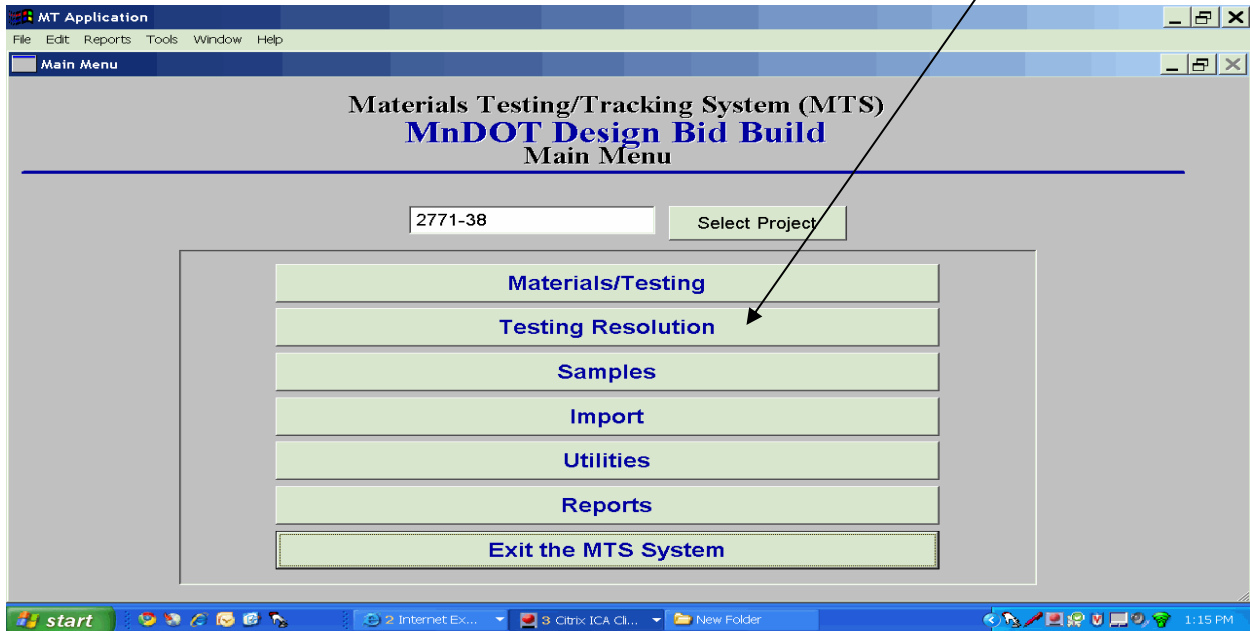 MT Application
File Edit Reports Tools Window Help
Main Menu
Materials Testing/Tracking System (MTS)
MnDOT Design Bid Build
Main Menu
2771-38 Select Project
Materials/Testing
Testing Resolution
Samples
Import
Utilities
Reports
Exit the MTS System
start 2 Internet Ex... 3 Citrix ICA Cli... New Folder 1:15 PM